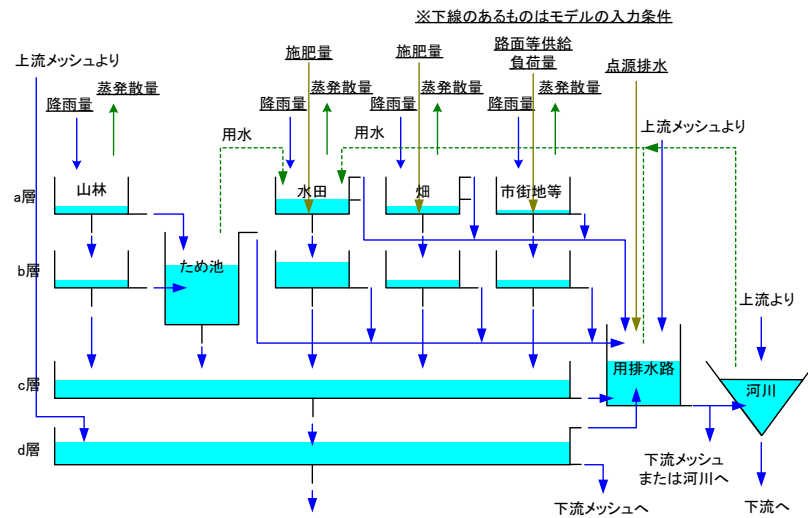 ※下線のあるものはモデルの入力条件
上流メッシュより
施肥量
施肥量
路面等供給
負荷量
点源排水
蒸発散量
降雨量
降雨量
蒸発散量
降雨量
蒸発散量
降雨量
蒸発散量
用水
用水
上流メッシュより
a層
山林
水田
畑
市街地等
b層
ため池
上流より
c層
用排水路
河川
d層
下流メッシュ
または河川へ
下流メッシュへ
下流へ